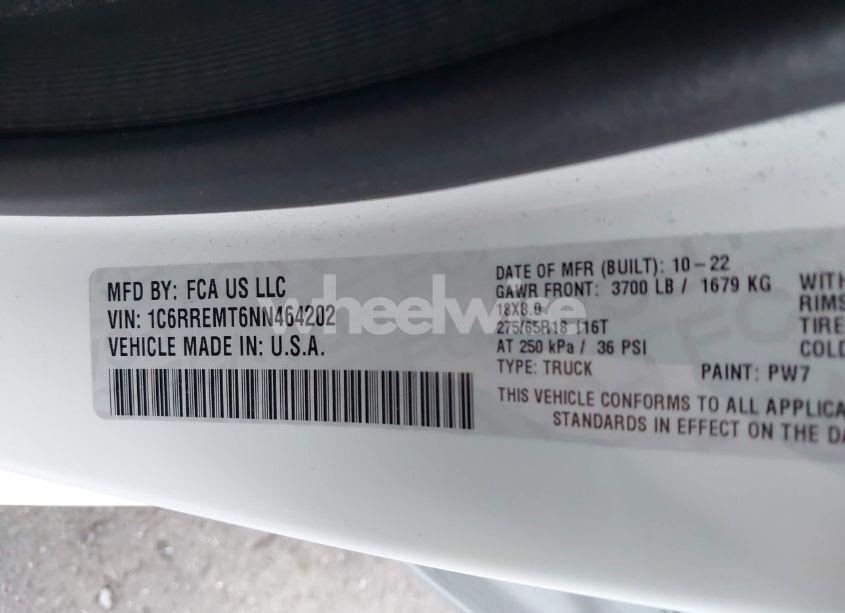 MFD BY: FCA US LLC
VIN: 1C6RREMT6NN464202
VEHICLE MADE IN: U.S.A.
DATE OF MFR (BUILT): 10-22
GAWR FRONT: 3700 LB / 1679 KG
18X8.0
275/65R18 116T
AT 250 kPa / 36 PSI
TYPE: TRUCK PAINT: PW7
THIS VEHICLE CONFORMS TO ALL APPLICA
STANDARDS IN EFFECT ON THE DA
WITH
RIMS
TIRE
COLD
wheelwise